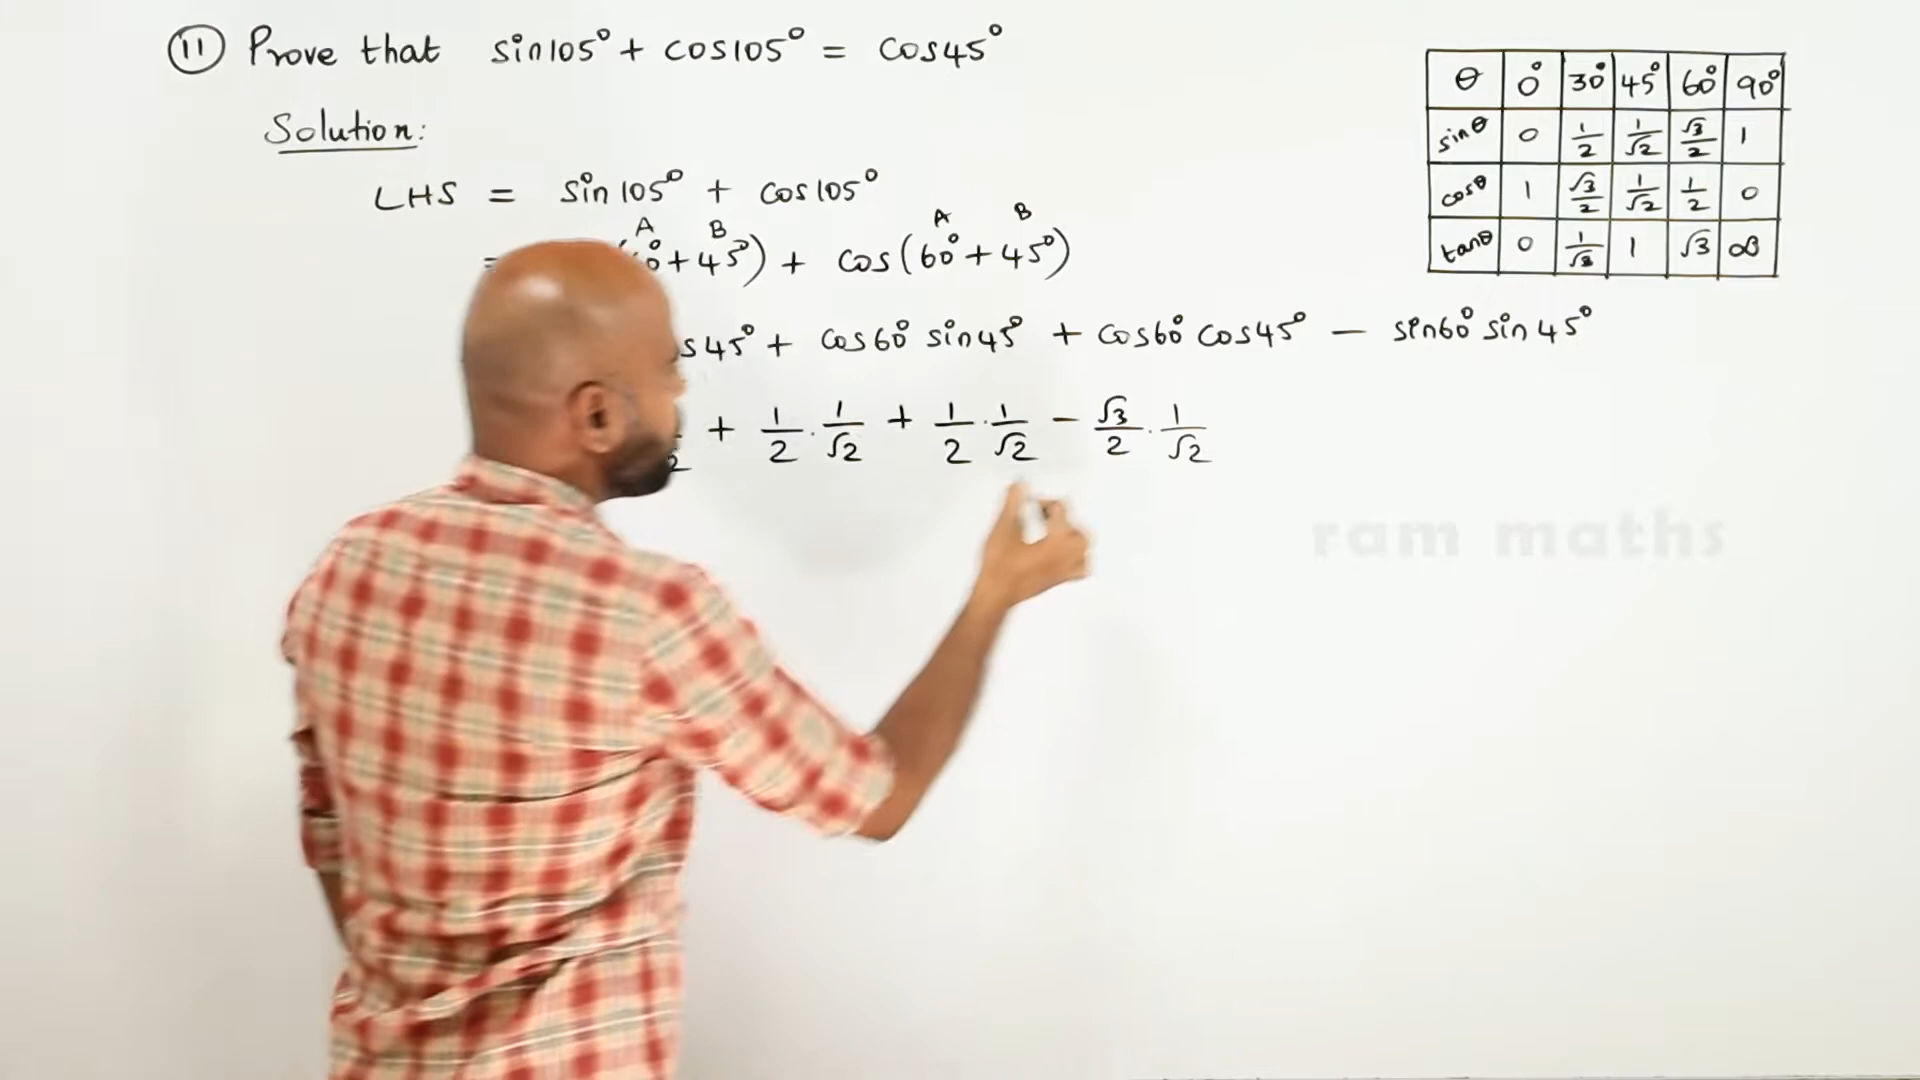 11 Prove that sin105° + cos105° = cos45°
Solution:
LHS = sin105° + cos105°
A B A B
= 0°+45°) + cos(60°+45°)
s45° + cos60° sin45° + cos60° cos45° — sin60° sin45°
2 + 1/2 . 1/√2 + 1/2 . 1/√2 - √3/2 . 1/√2
θ 0° 30° 45° 60° 90°
sinθ 0 1/2 1/√2 √3/2 1
cosθ 1 √3/2 1/√2 1/2 0
tanθ 0 1/√3 1 √3 ∞
ram maths